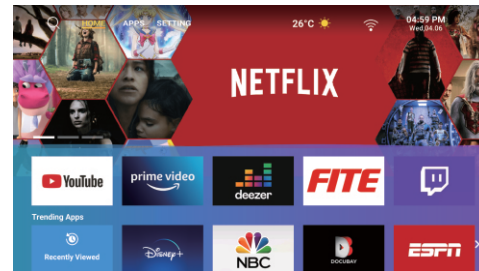 HOME APPS SETTING 26°C 04:59 PM
Wed,04.06
NETFLIX
YouTube prime video deezer FITE
Trending Apps
Recently Viewed Disney+ NBC DOCUBAY ESPN